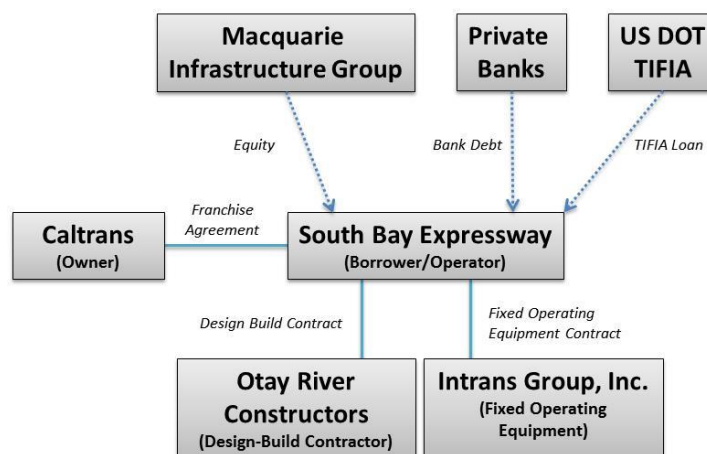 Macquarie
Infrastructure Group
Private
Banks
US DOT
TIFIA
Equity
Bank Debt
TIFIA Loan
Franchise
Agreement
Caltrans
(Owner)
South Bay Expressway
(Borrower/Operator)
Design Build Contract
Fixed Operating
Equipment Contract
Otay River
Constructors
(Design-Build Contractor)
Intrans Group, Inc.
(Fixed Operating
Equipment)